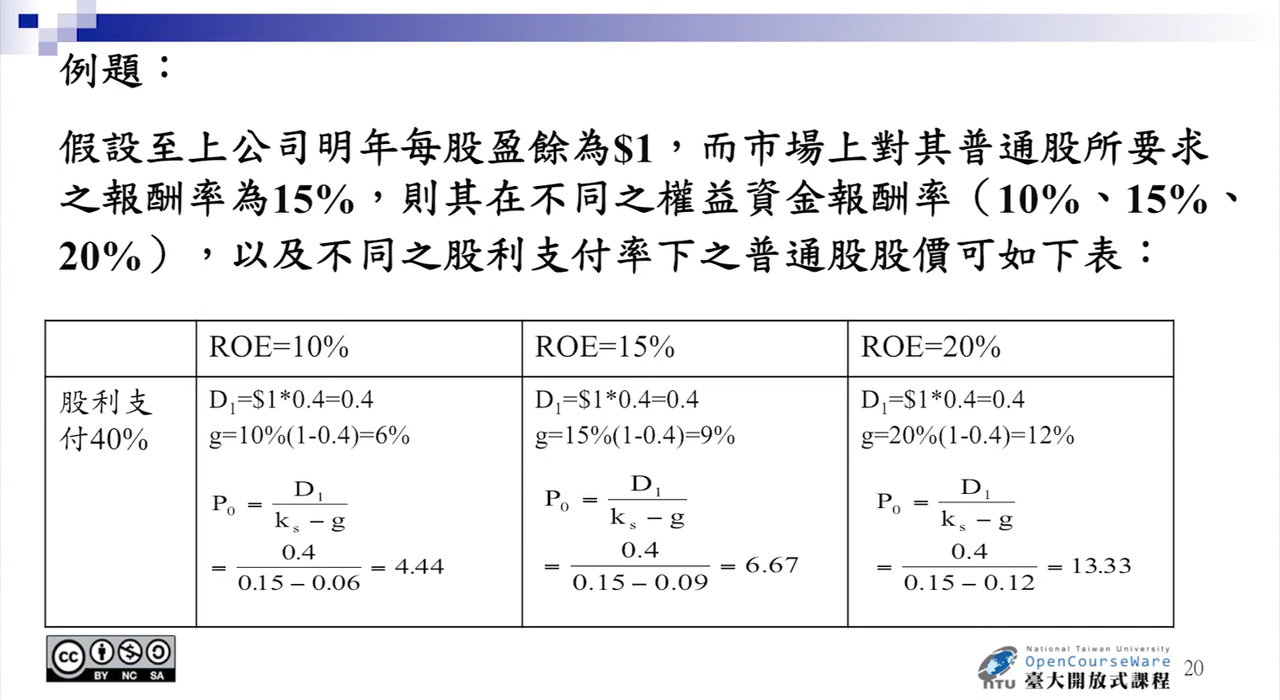 例題：
假設至上公司明年每股盈餘為$1，而市場上對其普通股所要求
之報酬率為15%，則其在不同之權益資金報酬率（10%、15%、
20%），以及不同之股利支付率下之普通股股價可如下表：
ROE=10% ROE=15% ROE=20%
股利支
付40%
D₁=$1*0.4=0.4
g=10%(1-0.4)=6%
P₀ = D₁ / (kₛ − g)
= 0.4 / (0.15 − 0.06) = 4.44
D₁=$1*0.4=0.4
g=15%(1-0.4)=9%
P₀ = D₁ / (kₛ − g)
= 0.4 / (0.15 − 0.09) = 6.67
D₁=$1*0.4=0.4
g=20%(1-0.4)=12%
P₀ = D₁ / (kₛ − g)
= 0.4 / (0.15 − 0.12) = 13.33
cc BY NC SA
NTU
National Taiwan University
OpenCourseWare
臺大開放式課程
20